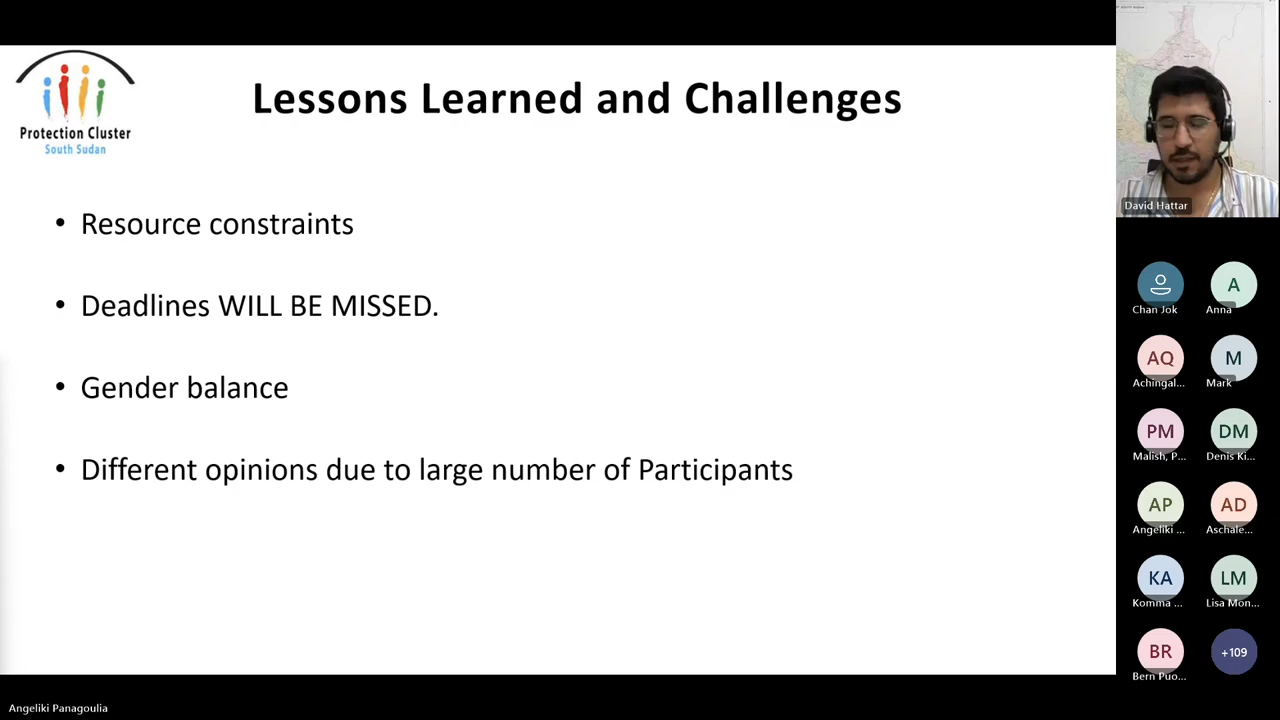 Protection Cluster
South Sudan
Lessons Learned and Challenges
• Resource constraints
• Deadlines WILL BE MISSED.
• Gender balance
• Different opinions due to large number of Participants
David Hattar
Chan Jok
A
Anna
AQ
Achingal...
M
Mark
PM
Malish, P...
DM
Denis Ki...
AP
Angeliki ...
AD
Aschale...
KA
Komma ...
LM
Lisa Mon...
BR
Bern Puo...
+109
Angeliki Panagoulia